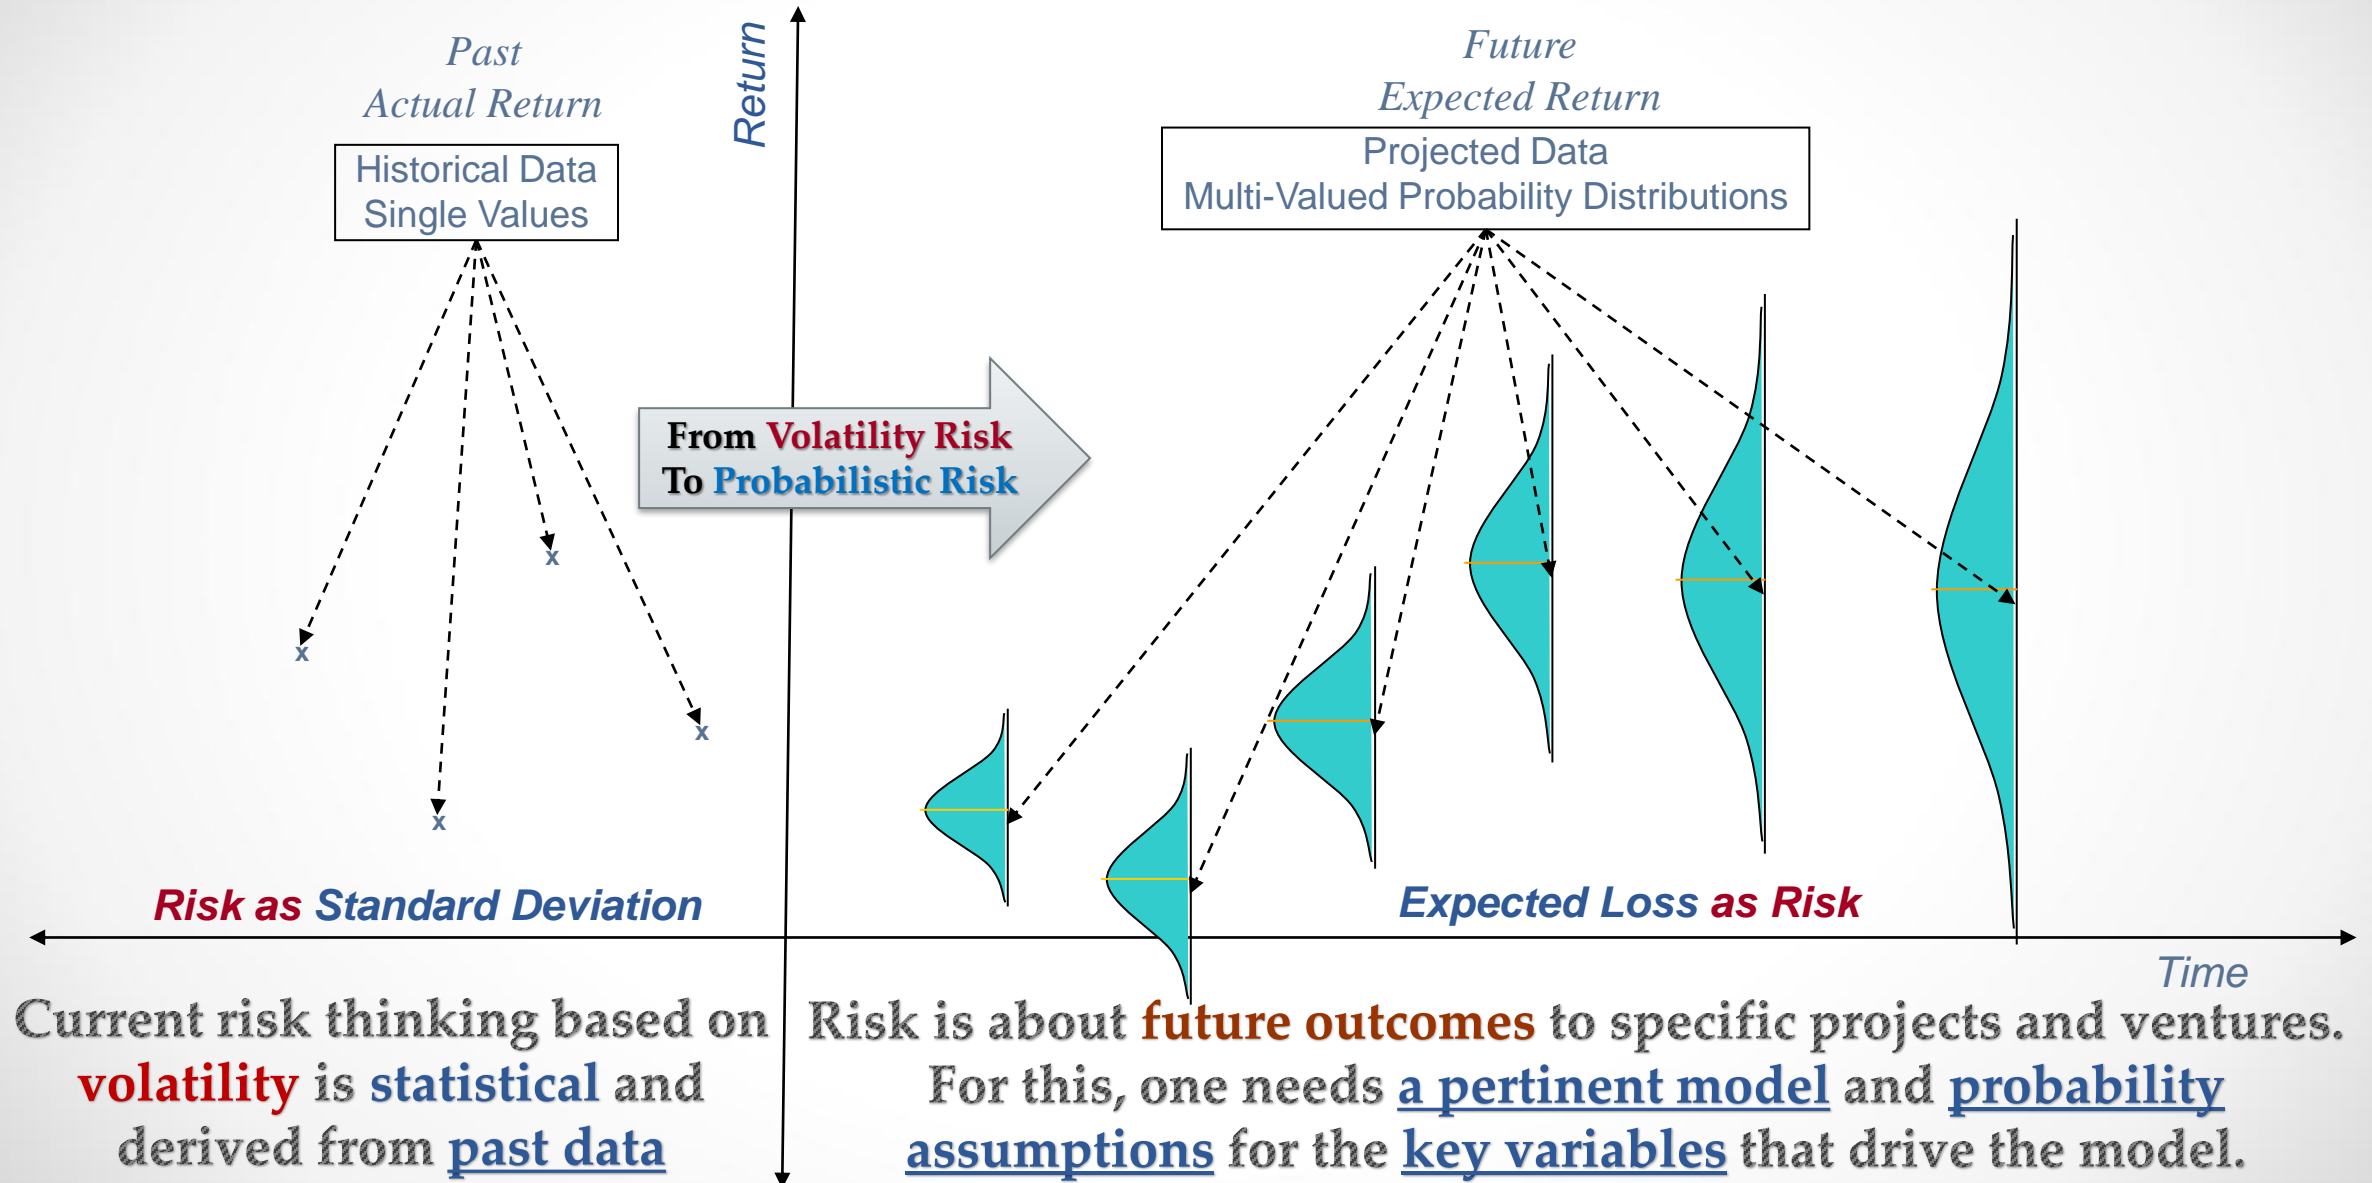 Past
Actual Return
Historical Data
Single Values
Return
Future
Expected Return
Projected Data
Multi-Valued Probability Distributions
From Volatility Risk
To Probabilistic Risk
x
x
x
x
Risk as Standard Deviation
Expected Loss as Risk
Time
Current risk thinking based on
volatility is statistical and
derived from past data
Risk is about future outcomes to specific projects and ventures.
For this, one needs a pertinent model and probability
assumptions for the key variables that drive the model.